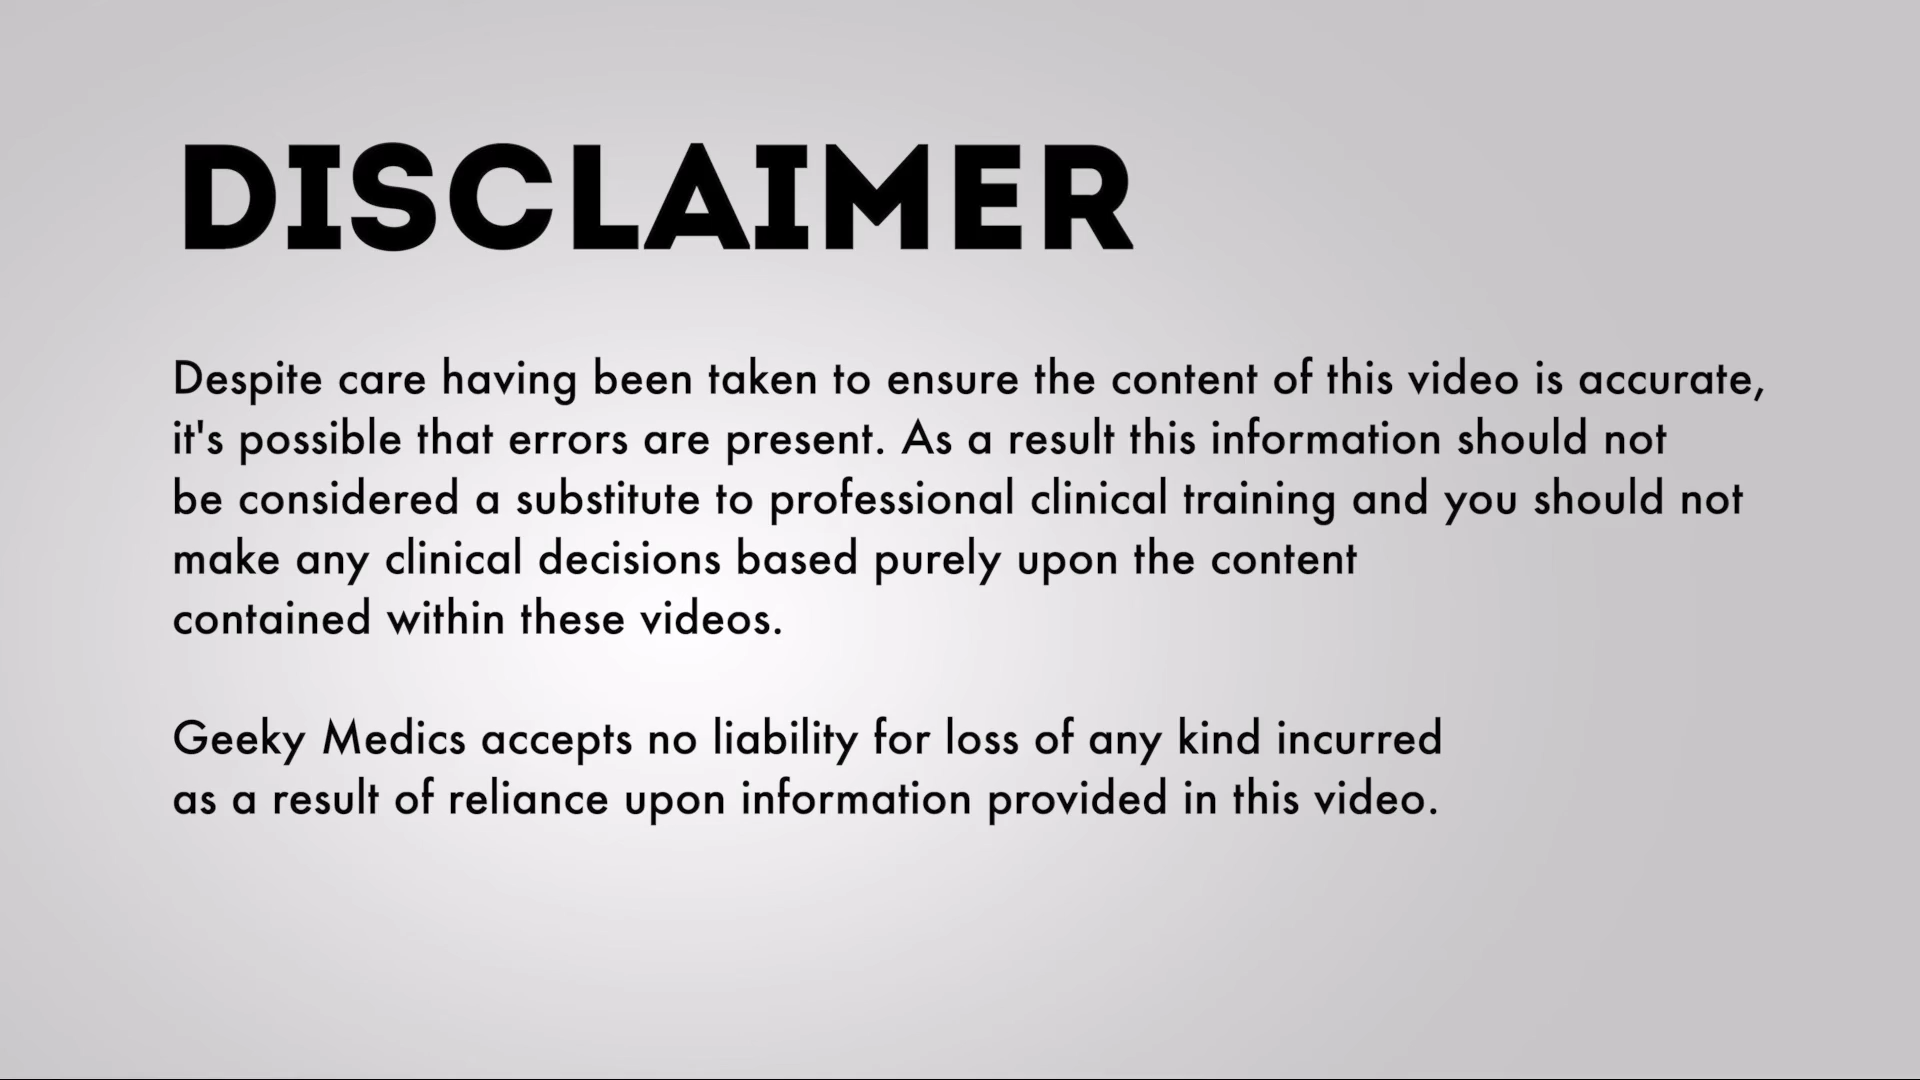 DISCLAIMER
Despite care having been taken to ensure the content of this video is accurate,
it's possible that errors are present. As a result this information should not
be considered a substitute to professional clinical training and you should not
make any clinical decisions based purely upon the content
contained within these videos.
Geeky Medics accepts no liability for loss of any kind incurred
as a result of reliance upon information provided in this video.